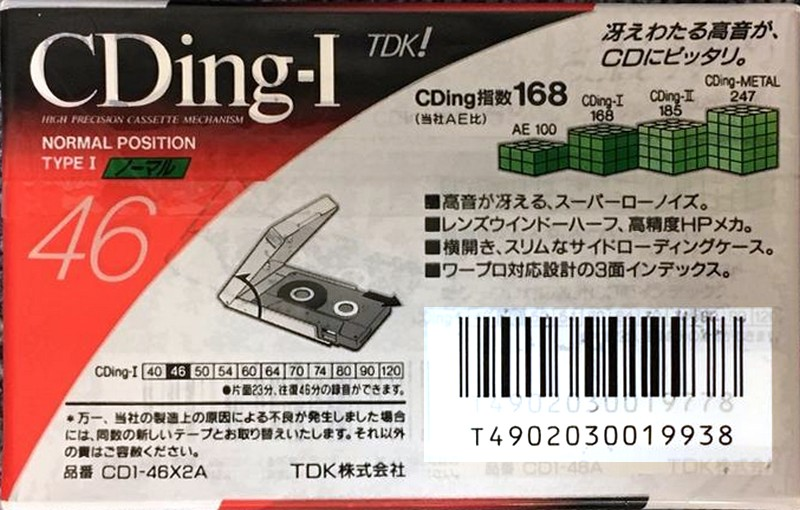 CDing-I TDK!
HIGH PRECISION CASSETTE MECHANISM
NORMAL POSITION
TYPE I ノーマル
46
冴えわたる高音が、
CDにピッタリ。
CDing指数168
(当社AE比)
AE 100
CDing-I
168
CDing-II
185
CDing-METAL
247
■高音が冴える、スーパーローノイズ。
■レンズウインドーハーフ、高精度HPメカ。
■横開き、スリムなサイドローディングケース。
■ワープロ対応設計の3面インデックス。
CDing-I 40 46 50 54 60 64 70 74 80 90 120
●片面23分、往復46分の録音ができます。
*万一、当社の製造上の原因による不良が発生しました場合
には、同数の新しいテープとお取り替えいたします。それ以外
の責はご容赦ください。
品番 CD1-46X2A TDK株式会社
T4902030019778
T4902030019938
品番 CD1-48A TDK株式会